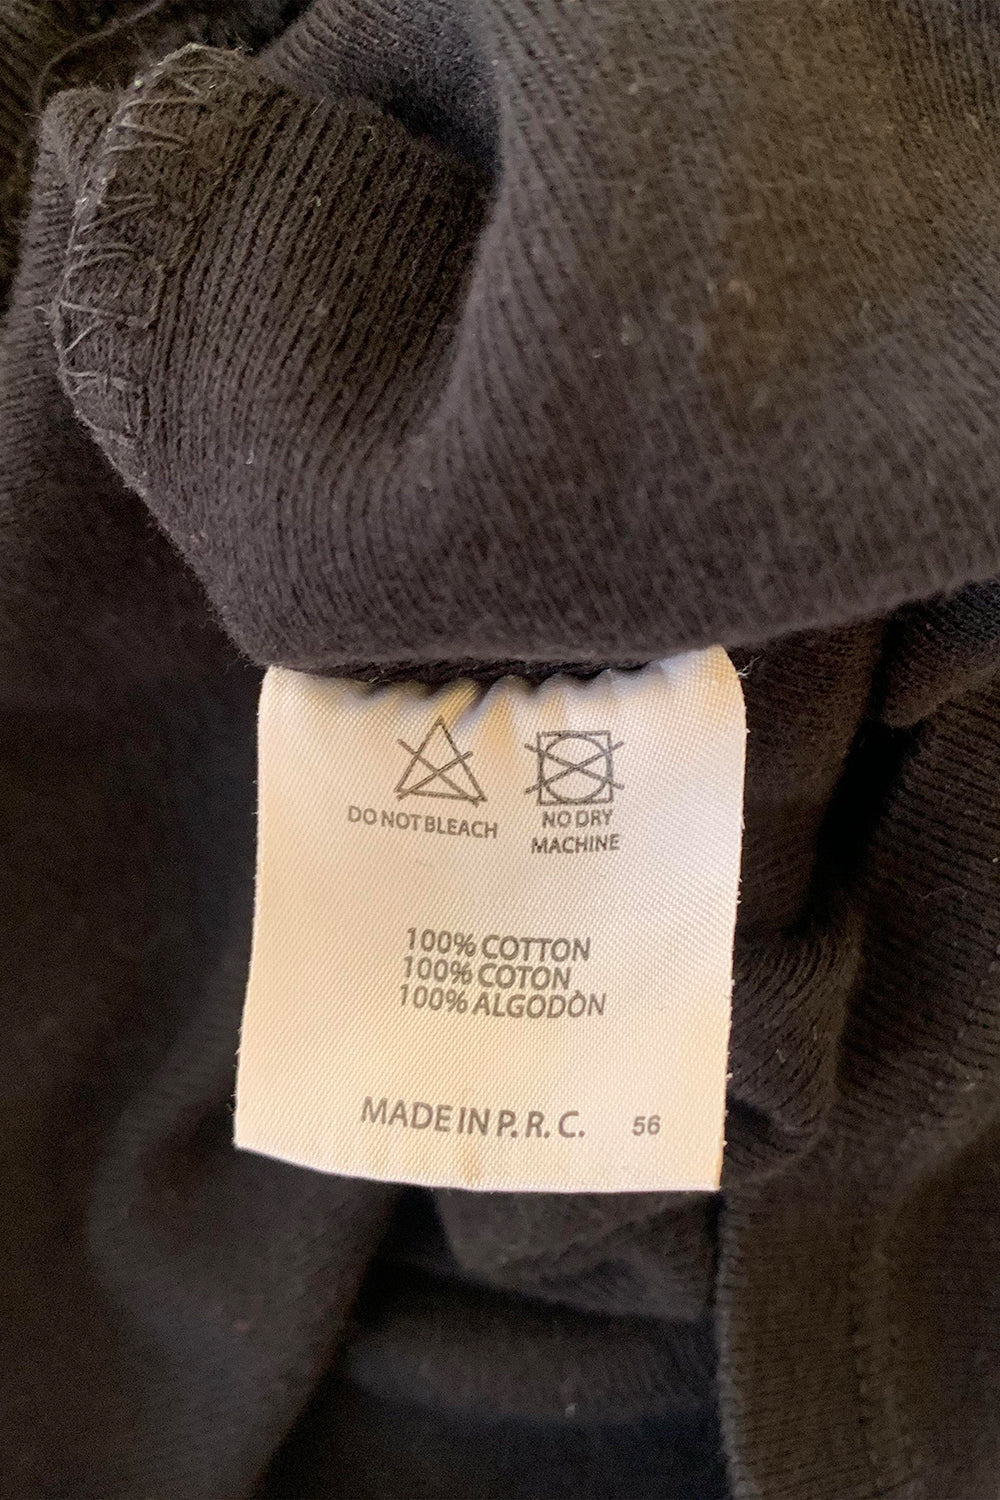 DO NOT BLEACH
NO DRY
MACHINE
100% COTTON
100% COTON
100% ALGODÒN
MADE IN P. R. C. 56